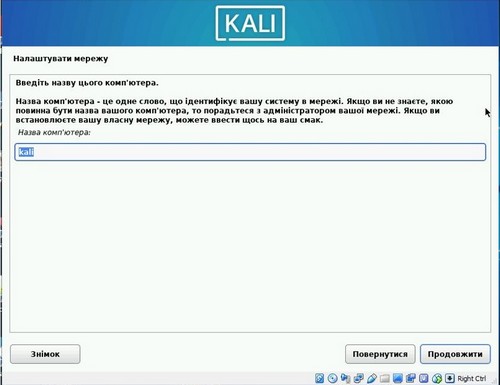 KALI
Налаштувати мережу
Введіть назву цього комп'ютера.
Назва комп'ютера - це одне слово, що ідентифікує вашу систему в мережі. Якщо ви не знаєте, якою
повинна бути назва вашого комп'ютера, то порадьтеся з адміністратором вашої мережі. Якщо ви
встановлюєте вашу власну мережу, можете ввести щось на ваш смак.
Назва комп'ютера:
kali
Знімок
Повернутися
Продовжити
Right Ctrl